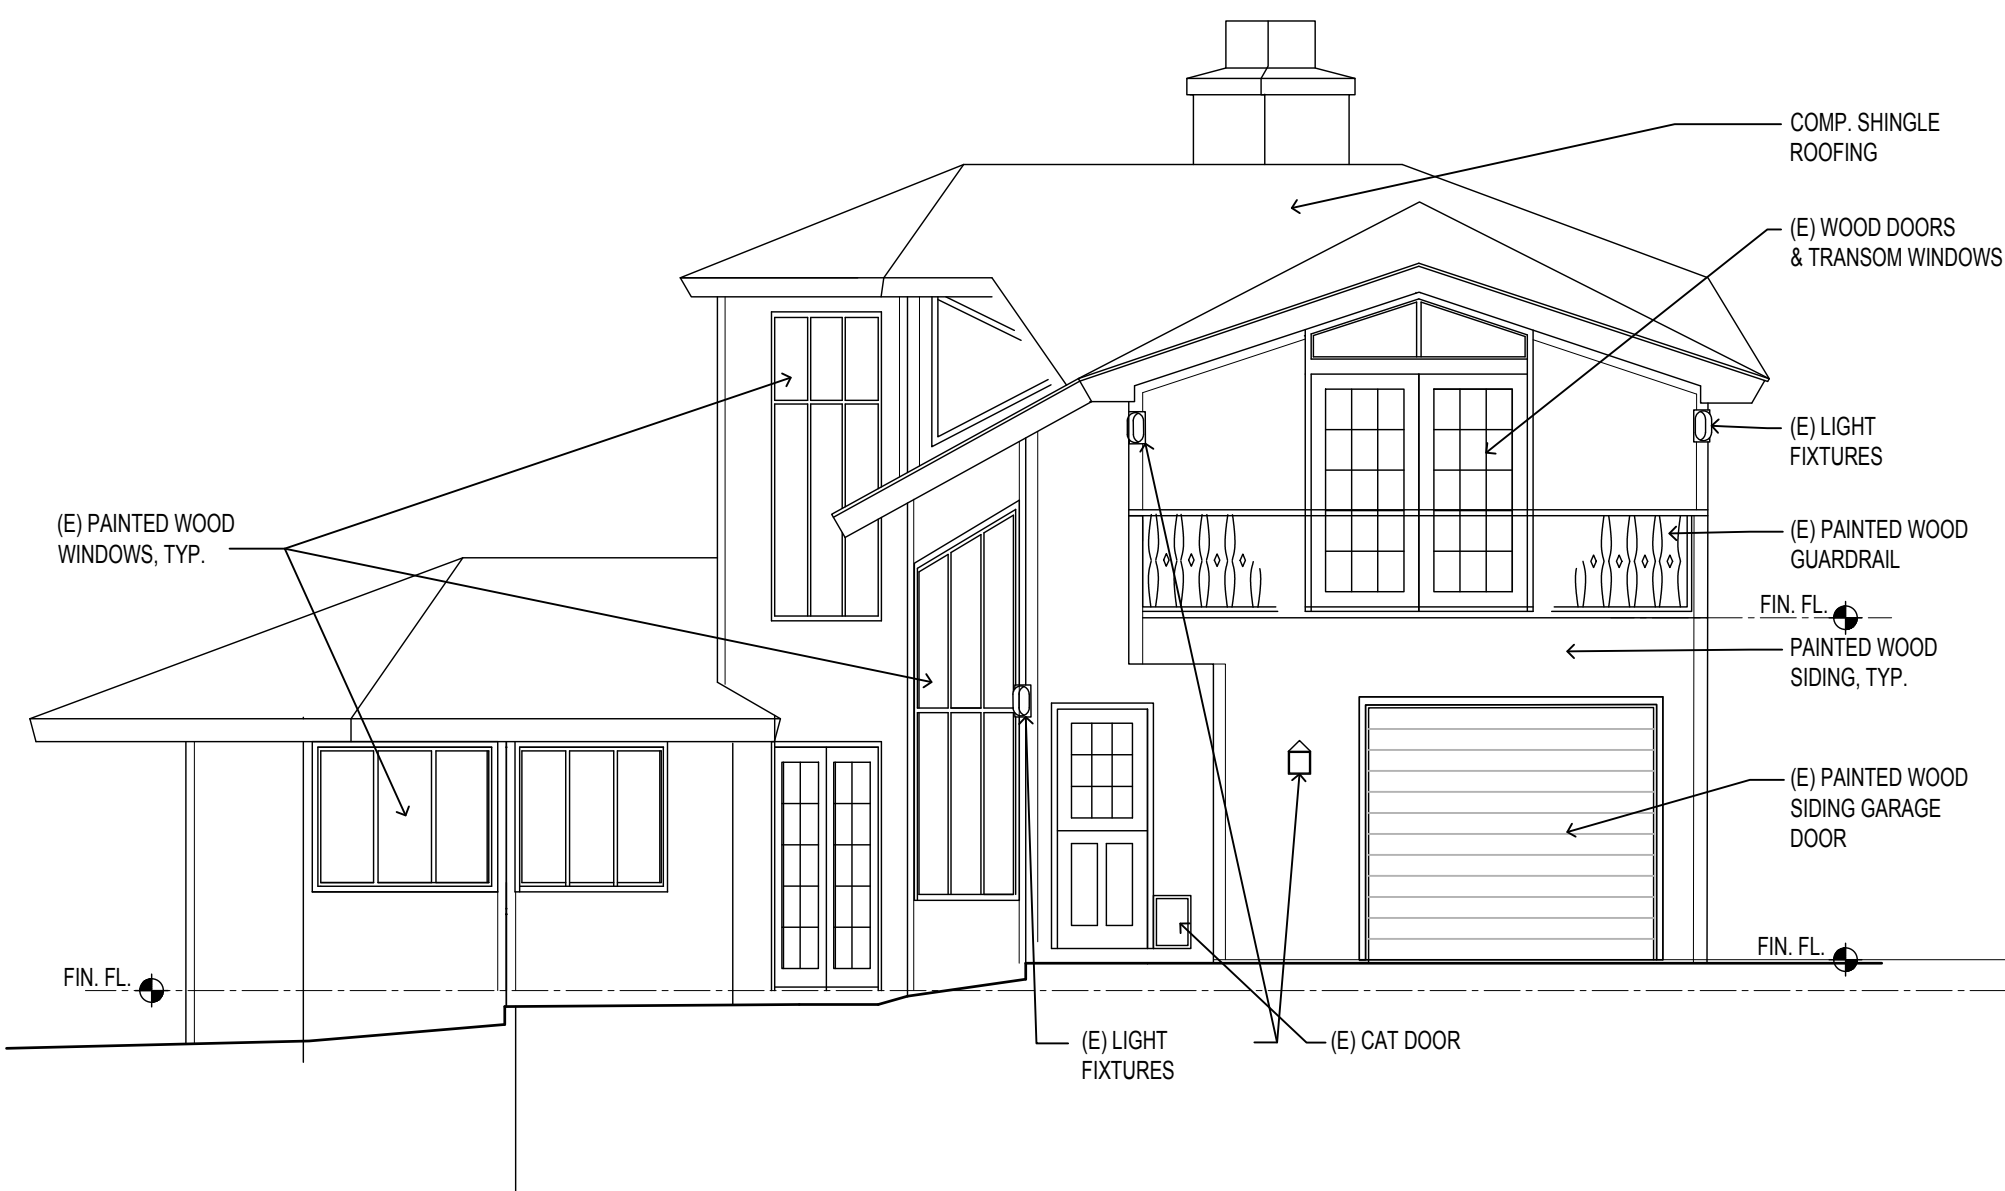 COMP. SHINGLE
ROOFING
(E) WOOD DOORS
& TRANSOM WINDOWS
(E) LIGHT
FIXTURES
(E) PAINTED WOOD
WINDOWS, TYP.
(E) PAINTED WOOD
GUARDRAIL
FIN. FL.
PAINTED WOOD
SIDING, TYP.
(E) PAINTED WOOD
SIDING GARAGE
DOOR
FIN. FL.
FIN. FL.
(E) LIGHT
FIXTURES
(E) CAT DOOR